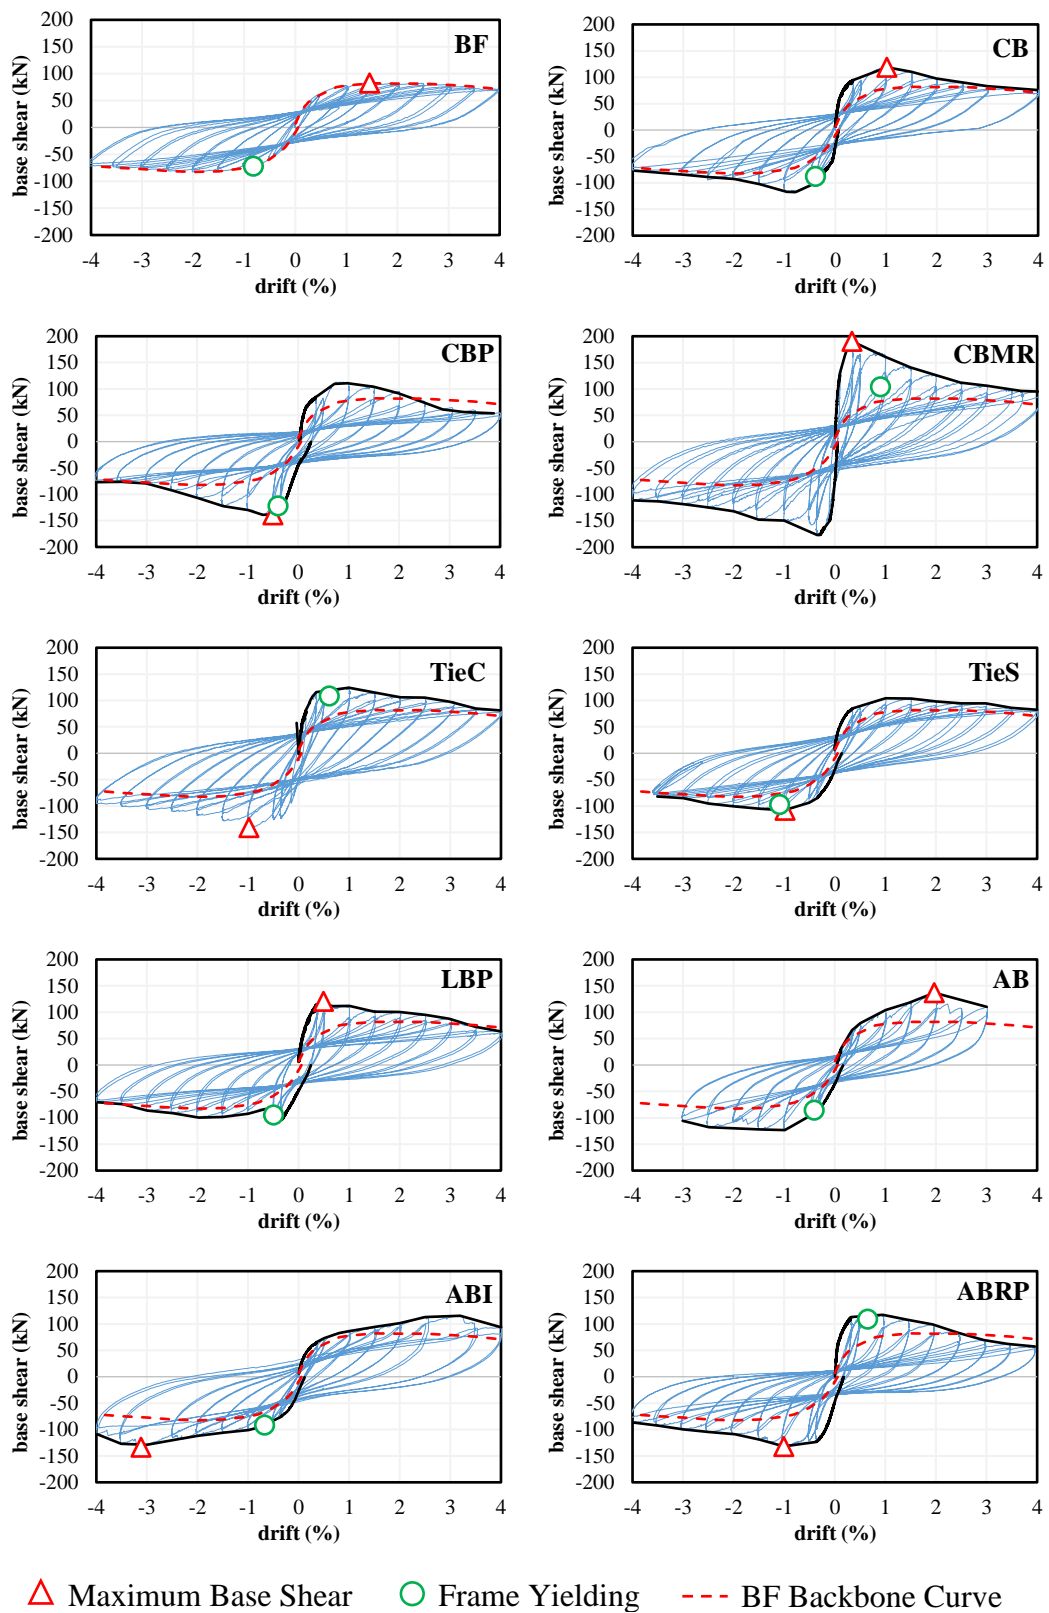 BF
base shear (kN)
200
150
100
50
0
-50
-100
-150
-200
-4 -3 -2 -1 0 1 2 3 4
drift (%)
CB
base shear (kN)
200
150
100
50
0
-50
-100
-150
-200
-4 -3 -2 -1 0 1 2 3 4
drift (%)
CBP
base shear (kN)
200
150
100
50
0
-50
-100
-150
-200
-4 -3 -2 -1 0 1 2 3 4
drift (%)
CBMR
base shear (kN)
200
150
100
50
0
-50
-100
-150
-200
-4 -3 -2 -1 0 1 2 3 4
drift (%)
TieC
base shear (kN)
200
150
100
50
0
-50
-100
-150
-200
-4 -3 -2 -1 0 1 2 3 4
drift (%)
TieS
base shear (kN)
200
150
100
50
0
-50
-100
-150
-200
-4 -3 -2 -1 0 1 2 3 4
drift (%)
LBP
base shear (kN)
200
150
100
50
0
-50
-100
-150
-200
-4 -3 -2 -1 0 1 2 3 4
drift (%)
AB
base shear (kN)
200
150
100
50
0
-50
-100
-150
-200
-4 -3 -2 -1 0 1 2 3 4
drift (%)
ABI
base shear (kN)
200
150
100
50
0
-50
-100
-150
-200
-4 -3 -2 -1 0 1 2 3 4
drift (%)
ABRP
base shear (kN)
200
150
100
50
0
-50
-100
-150
-200
-4 -3 -2 -1 0 1 2 3 4
drift (%)
Maximum Base Shear Frame Yielding BF Backbone Curve